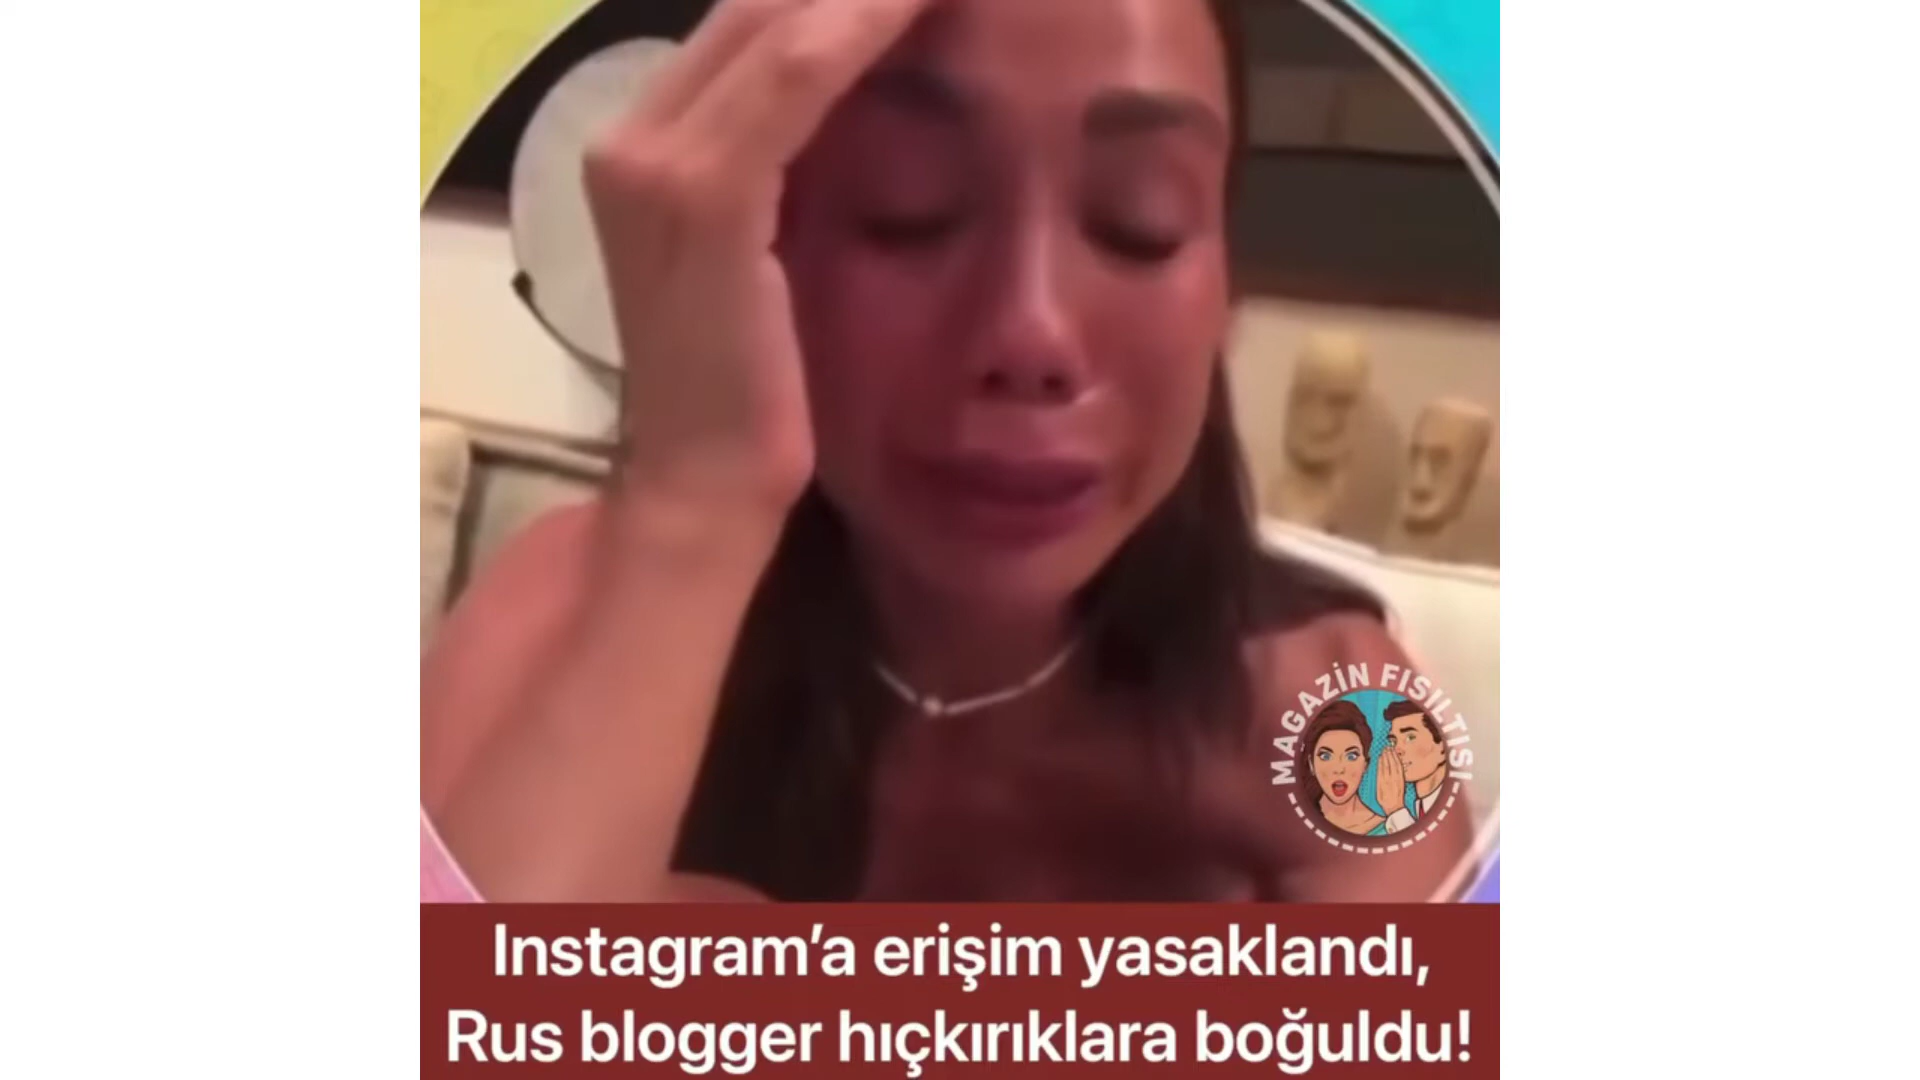 MAGAZİN FISILTISI
Instagram’a erişim yasaklandı,
Rus blogger hıçkırıklara boğuldu!